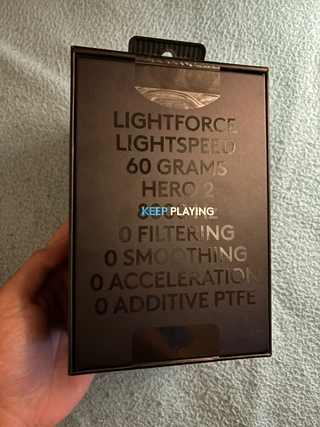 LIGHTFORCE
LIGHTSPEED
60 GRAMS
HERO 2
KEEP PLAYING
0 FILTERING
0 SMOOTHING
0 ACCELERATION
0 ADDITIVE PTFE